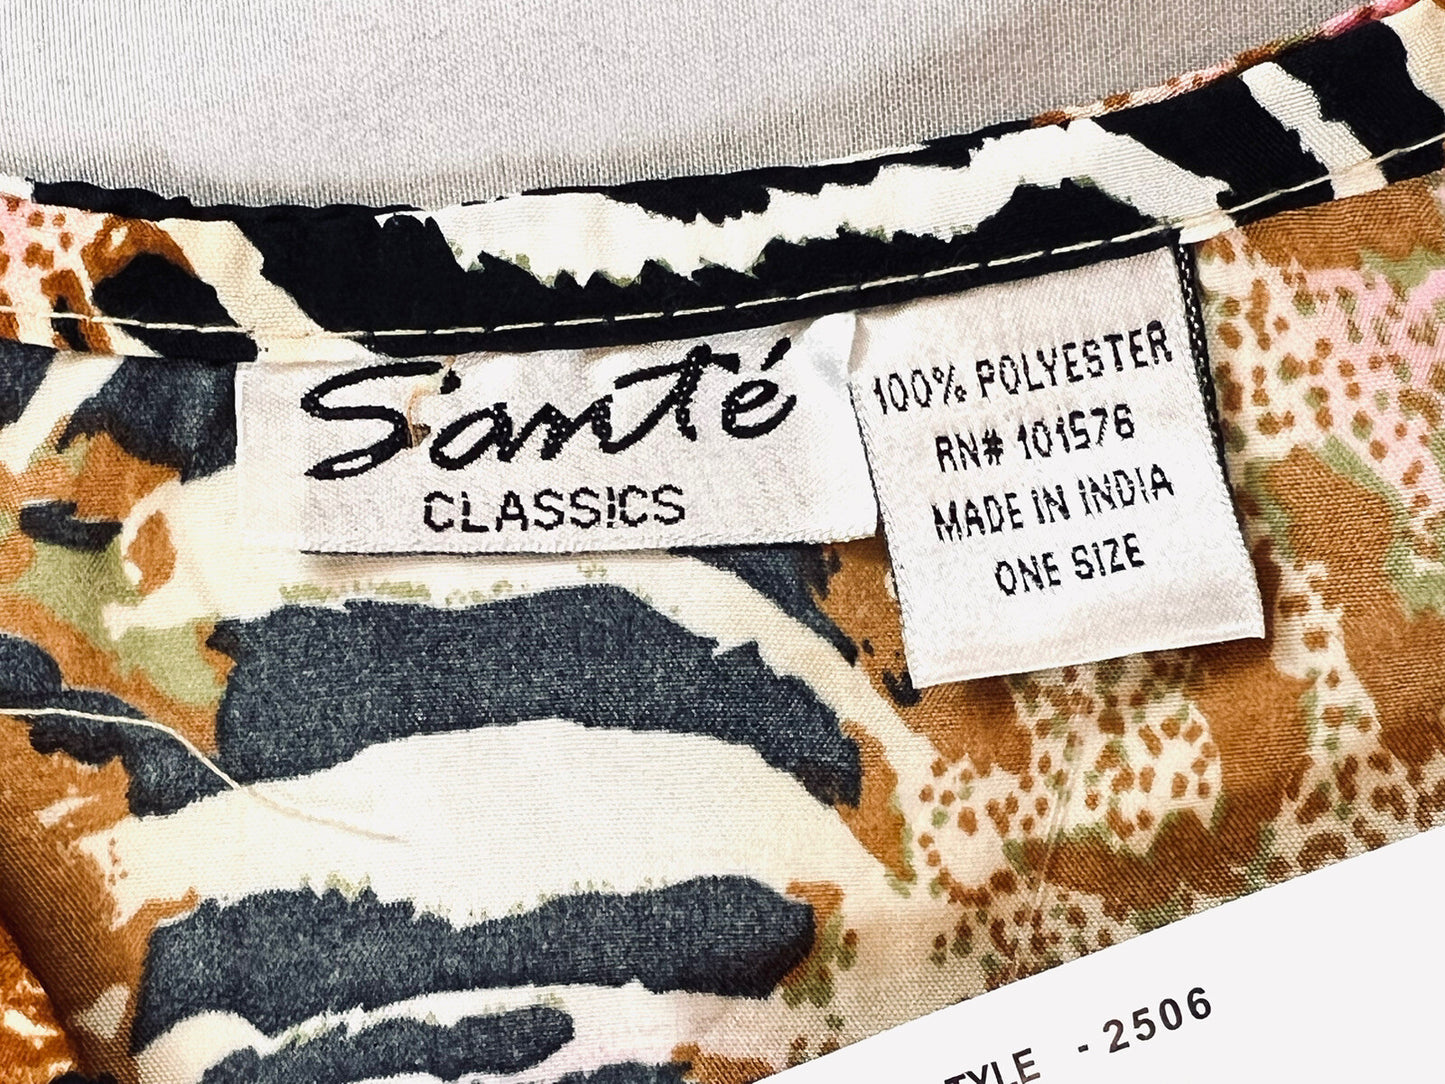 Santé
CLASSICS
100% POLYESTER
RN# 101576
MADE IN INDIA
ONE SIZE
TYLE - 2506